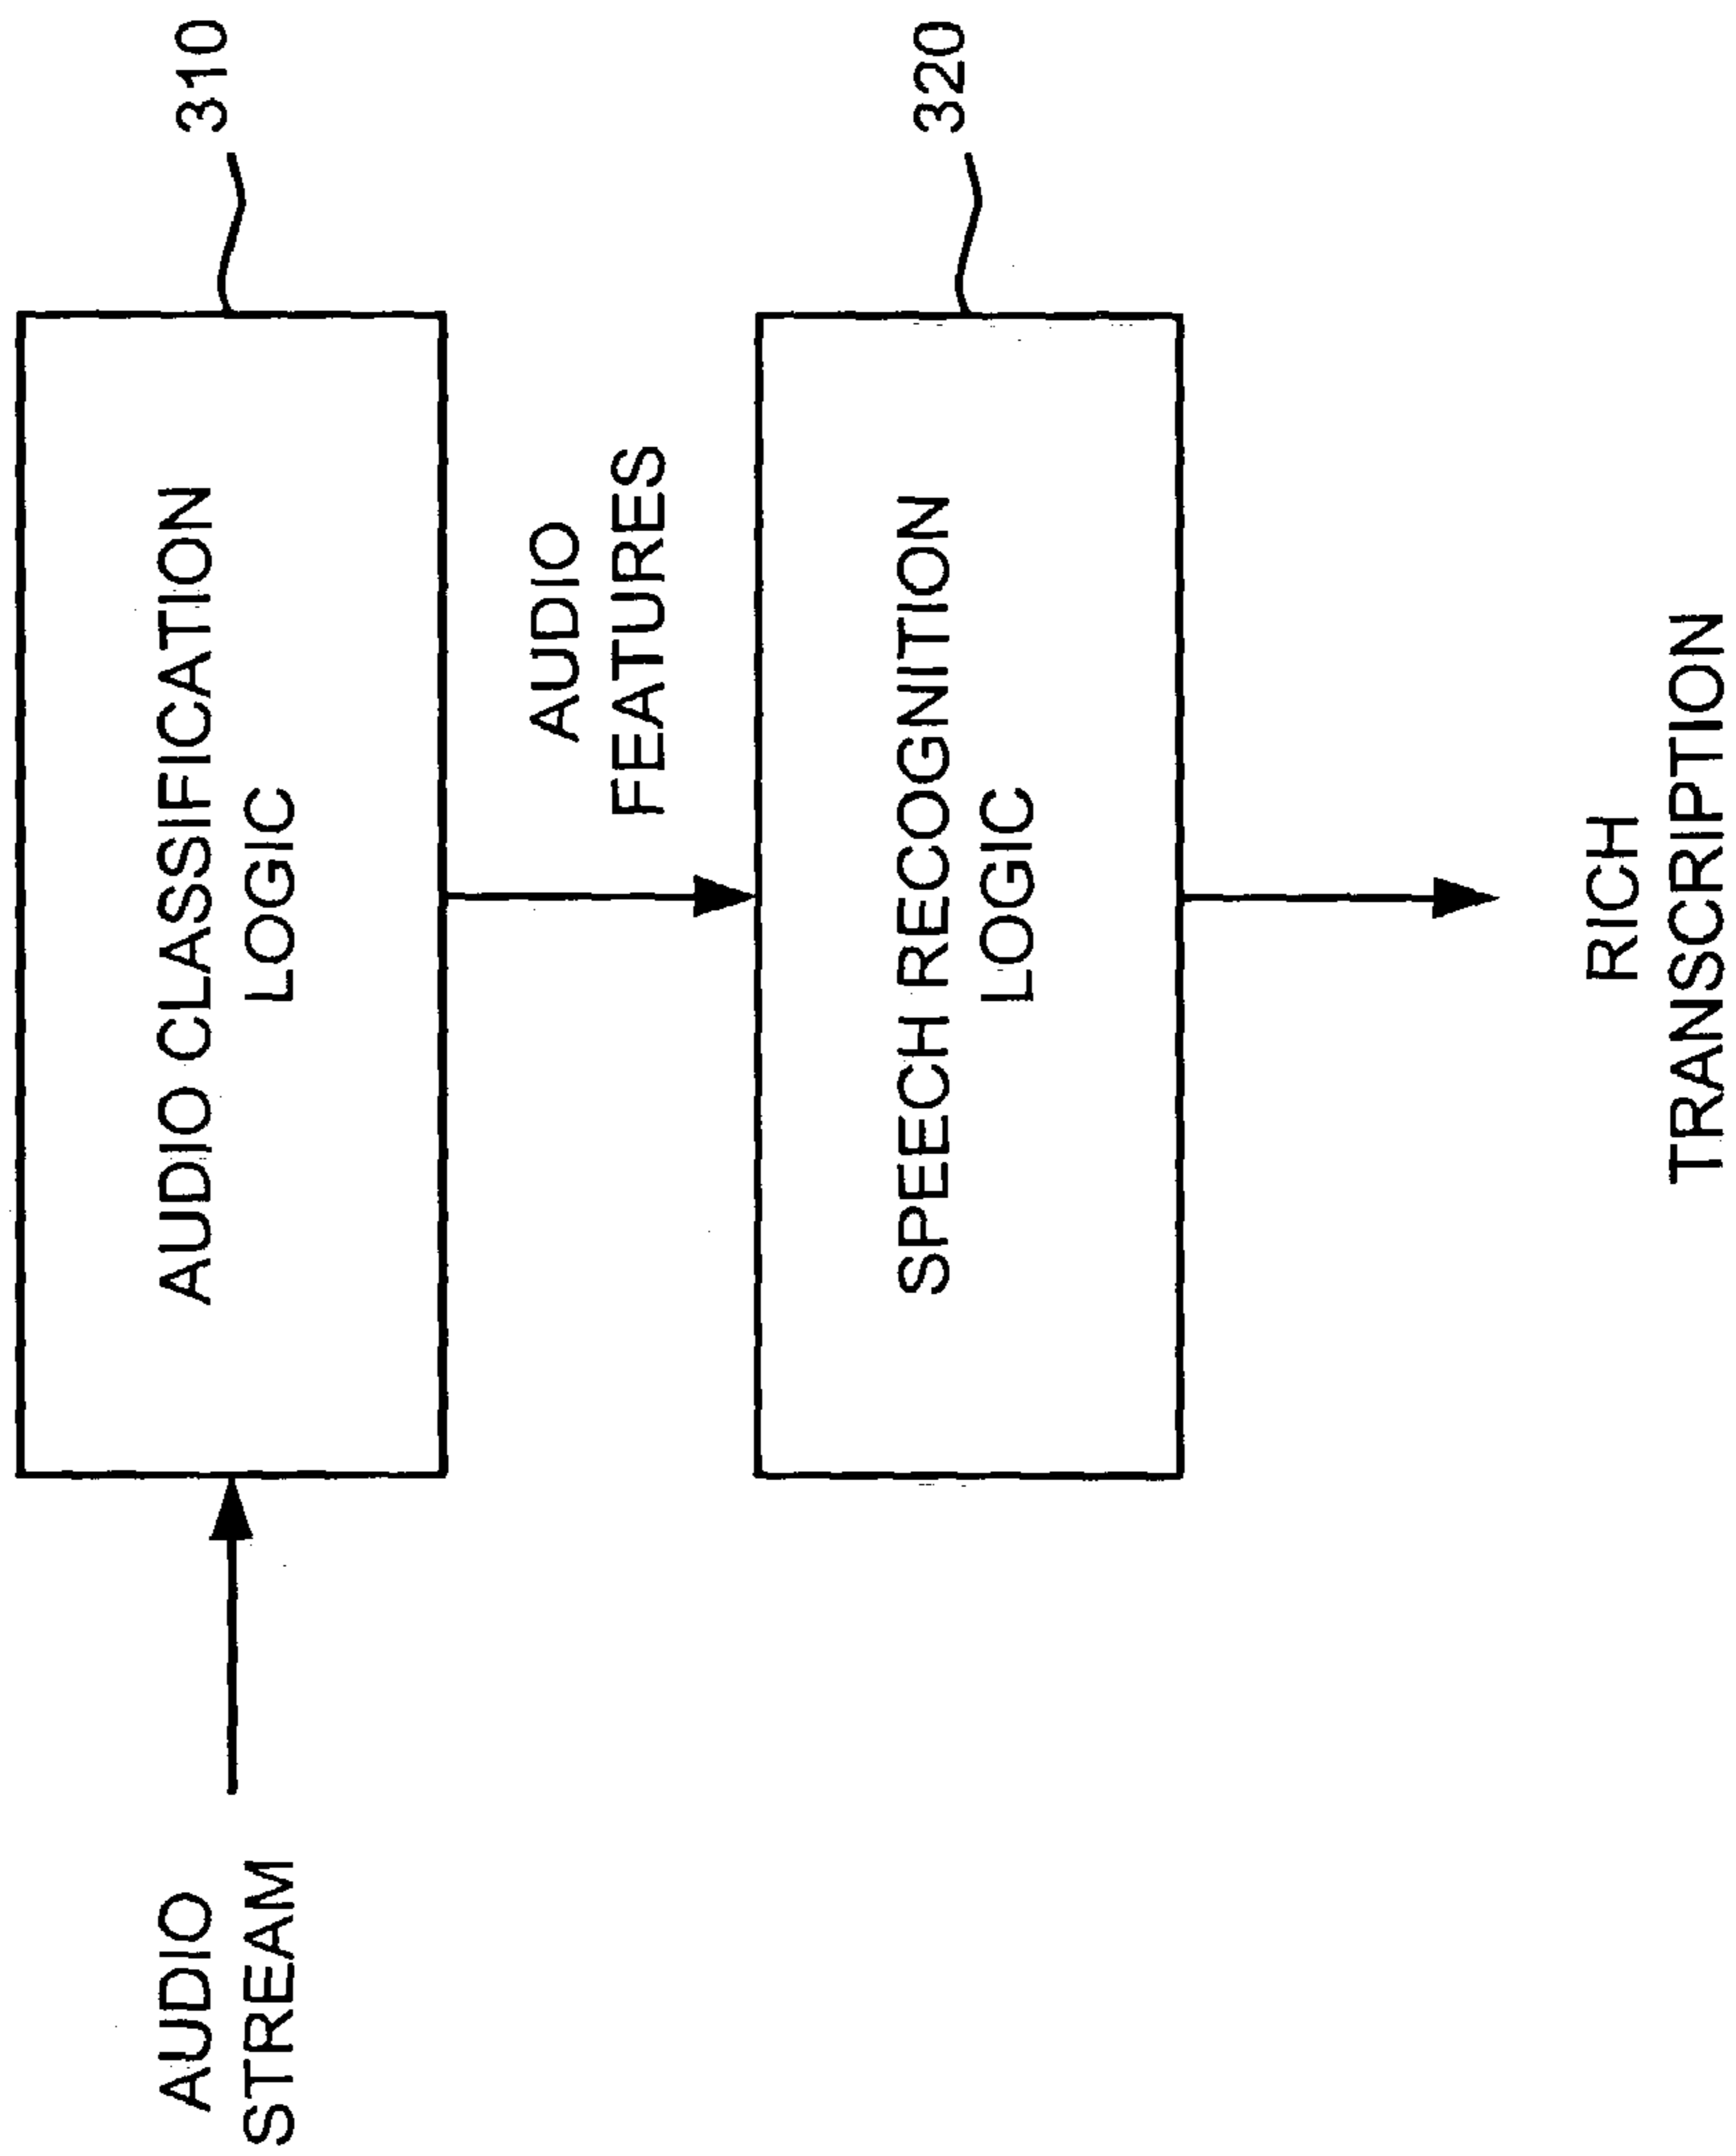 310
AUDIO CLASSIFICATION
LOGIC
AUDIO
STREAM
AUDIO
FEATURES
320
SPEECH RECOGNITION
LOGIC
RICH
TRANSCRIPTION